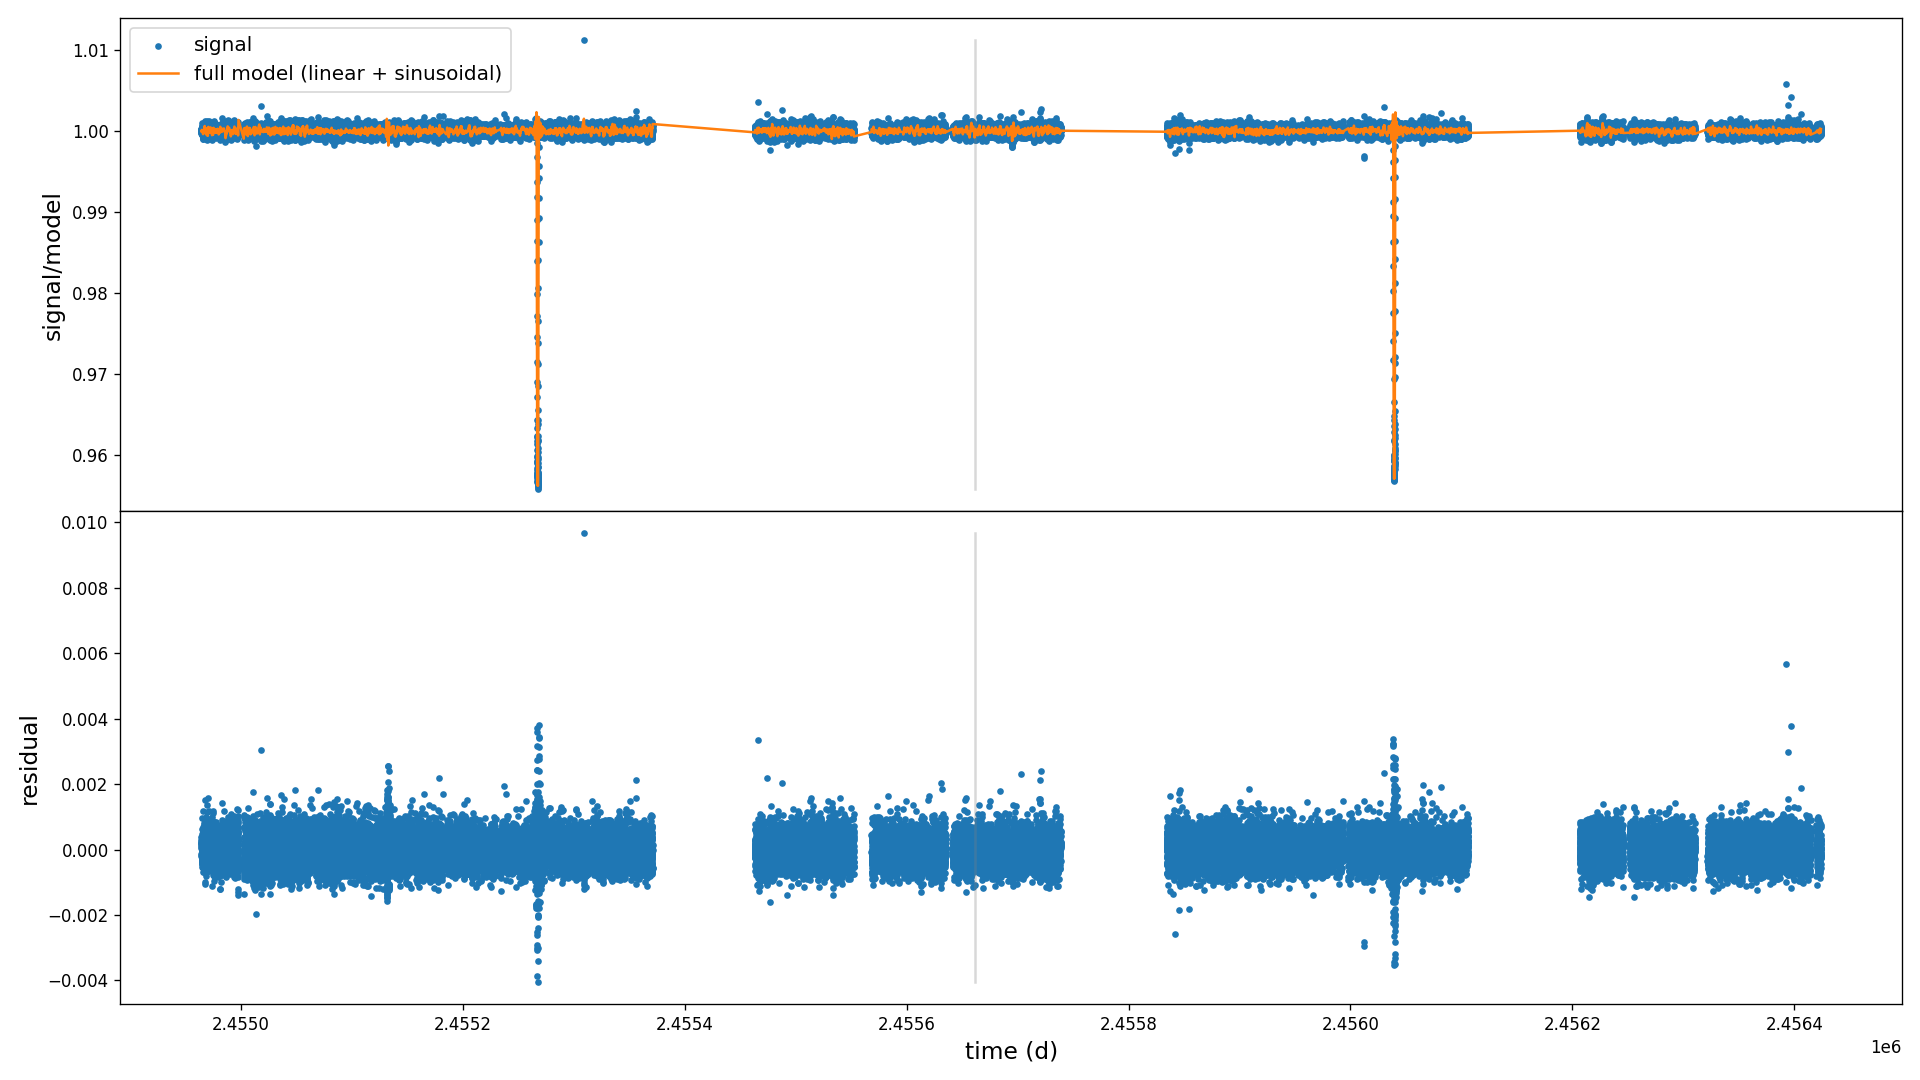 signal
full model (linear + sinusoidal)
1.01
1.00
0.99
0.98
0.97
0.96
signal/model
0.010
0.008
0.006
0.004
0.002
0.000
−0.002
−0.004
residual
2.4550 2.4552 2.4554 2.4556 2.4558 2.4560 2.4562 2.4564
1e6
time (d)